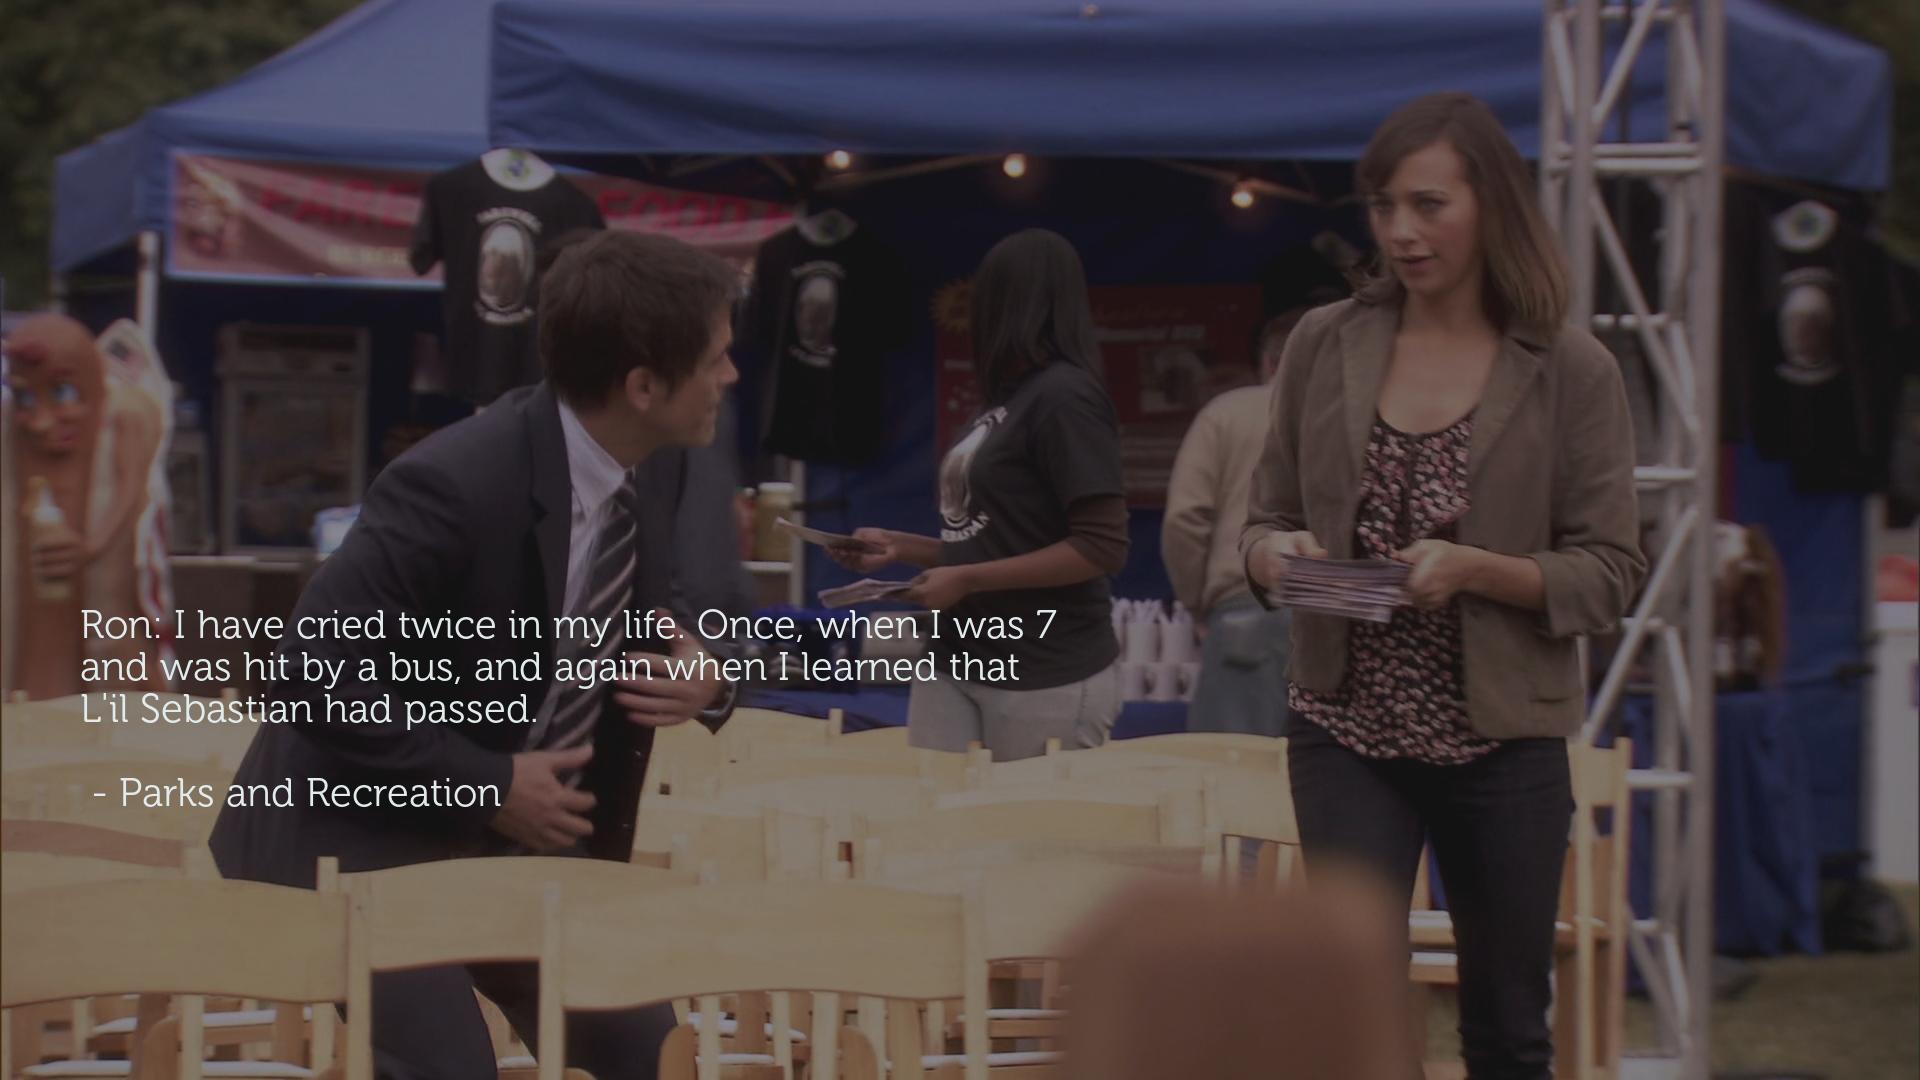 FOOD
Ron: I have cried twice in my life. Once, when I was 7
and was hit by a bus, and again when I learned that
L'il Sebastian had passed.
- Parks and Recreation